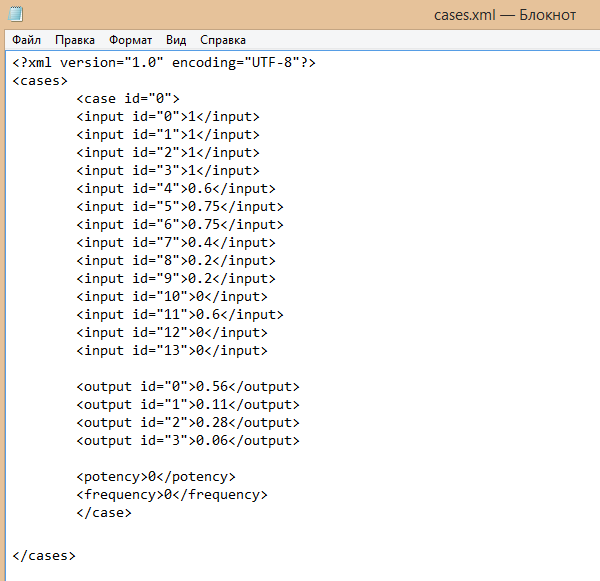 cases.xml — Блокнот
Файл Правка Формат Вид Справка
<?xml version="1.0" encoding="UTF-8"?>
<cases>
<case id="0">
<input id="0">1</input>
<input id="1">1</input>
<input id="2">1</input>
<input id="3">1</input>
<input id="4">0.6</input>
<input id="5">0.75</input>
<input id="6">0.75</input>
<input id="7">0.4</input>
<input id="8">0.2</input>
<input id="9">0.2</input>
<input id="10">0</input>
<input id="11">0.6</input>
<input id="12">0</input>
<input id="13">0</input>
<output id="0">0.56</output>
<output id="1">0.11</output>
<output id="2">0.28</output>
<output id="3">0.06</output>
<potency>0</potency>
<frequency>0</frequency>
</case>
</cases>